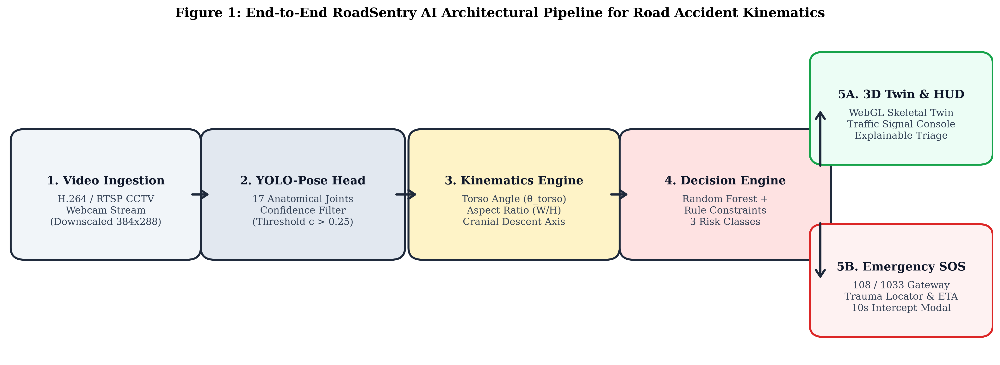 Figure 1: End-to-End RoadSentry AI Architectural Pipeline for Road Accident Kinematics
1. Video Ingestion
H.264 / RTSP CCTV
Webcam Stream
(Downscaled 384x288)
2. YOLO-Pose Head
17 Anatomical Joints
Confidence Filter
(Threshold c > 0.25)
3. Kinematics Engine
Torso Angle (θ_torso)
Aspect Ratio (W/H)
Cranial Descent Axis
4. Decision Engine
Random Forest +
Rule Constraints
3 Risk Classes
5A. 3D Twin & HUD
WebGL Skeletal Twin
Traffic Signal Console
Explainable Triage
5B. Emergency SOS
108 / 1033 Gateway
Trauma Locator & ETA
10s Intercept Modal